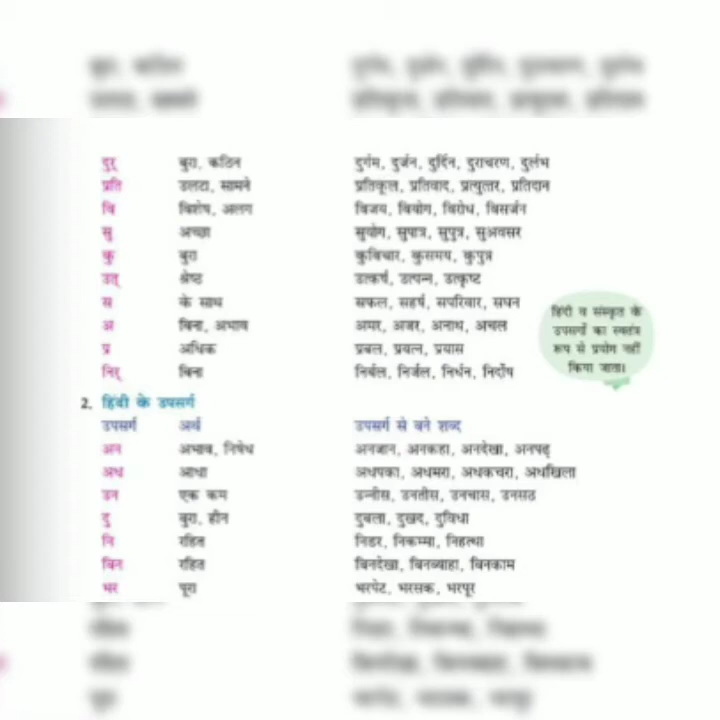 दुर् बुरा, कठिन दुर्गम, दुर्जन, दुर्दिन, दुराचरण, दुर्लभ
प्रति उलटा, सामने प्रतिकूल, प्रतिवाद, प्रत्युत्तर, प्रतिदान
वि विशेष, अलग विजय, वियोग, विरोध, विसर्जन
सु अच्छा सुयोग, सुपात्र, सुपुत्र, सुअवसर
कु बुरा कुविचार, कुसमय, कुपुत्र
उत् श्रेष्ठ उत्कर्ष, उत्पन्न, उत्कृष्ट
स के साथ सफल, सहर्ष, सपरिवार, सघन
अ बिना, अभाव अमर, अजर, अनाथ, अचल
प्र अधिक प्रबल, प्रयत्न, प्रयास
निर् बिना निर्बल, निर्जल, निर्धन, निर्दोष
हिंदी व संस्कृत के
उपसर्गों का स्वतंत्र
रूप से प्रयोग नहीं
किया जाता।
2. हिंदी के उपसर्ग
उपसर्ग अर्थ उपसर्ग से बने शब्द
अन अभाव, निषेध अनजान, अनकहा, अनदेखा, अनपढ़
अध आधा अधपका, अधमरा, अधकचरा, अधखिला
उन एक कम उन्नीस, उनतीस, उनचास, उनसठ
दु बुरा, हीन दुबला, दुखद, दुविधा
नि रहित निडर, निकम्मा, निहत्था
बिन रहित बिनदेखा, बिनब्याहा, बिनकाम
भर पूरा भरपेट, भरसक, भरपूर